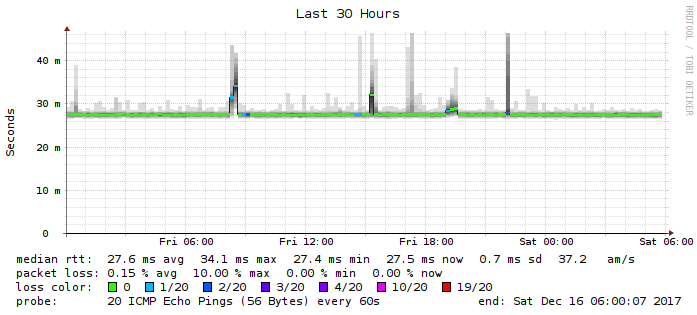 Last 30 Hours
RRDTOOL / TOBI OETIKER
Seconds
40 m
30 m
20 m
10 m
0
Fri 06:00 Fri 12:00 Fri 18:00 Sat 00:00 Sat 06:00
median rtt: 27.6 ms avg 34.1 ms max 27.4 ms min 27.5 ms now 0.7 ms sd 37.2 am/s
packet loss: 0.15 % avg 10.00 % max 0.00 % min 0.00 % now
loss color: 0 1/20 2/20 3/20 4/20 10/20 19/20
probe: 20 ICMP Echo Pings (56 Bytes) every 60s end: Sat Dec 16 06:00:07 2017